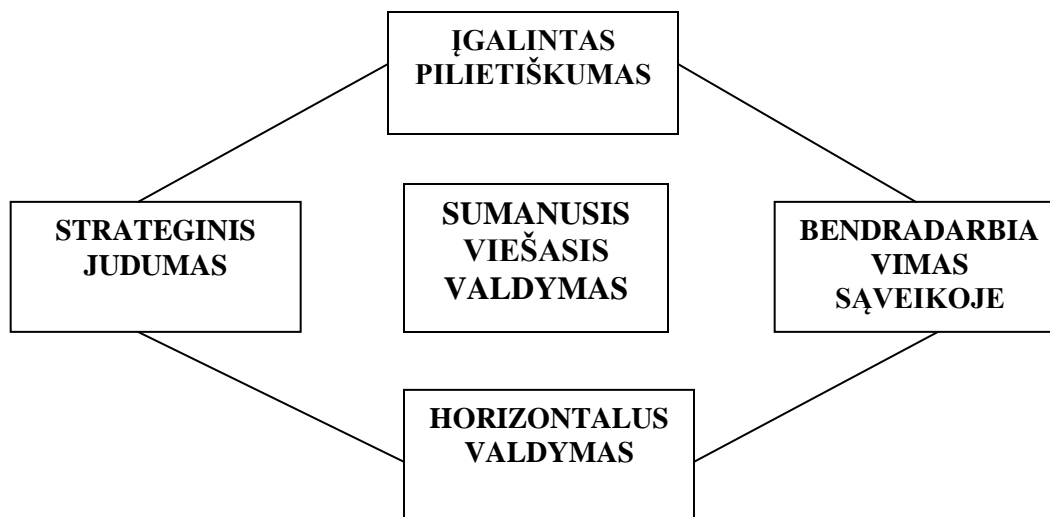 ĮGALINTAS
PILIETIŠKUMAS
STRATEGINIS
JUDUMAS
SUMANUSIS
VIEŠASIS
VALDYMAS
BENDRADARBIA
VIMAS
SĄVEIKOJE
HORIZONTALUS
VALDYMAS